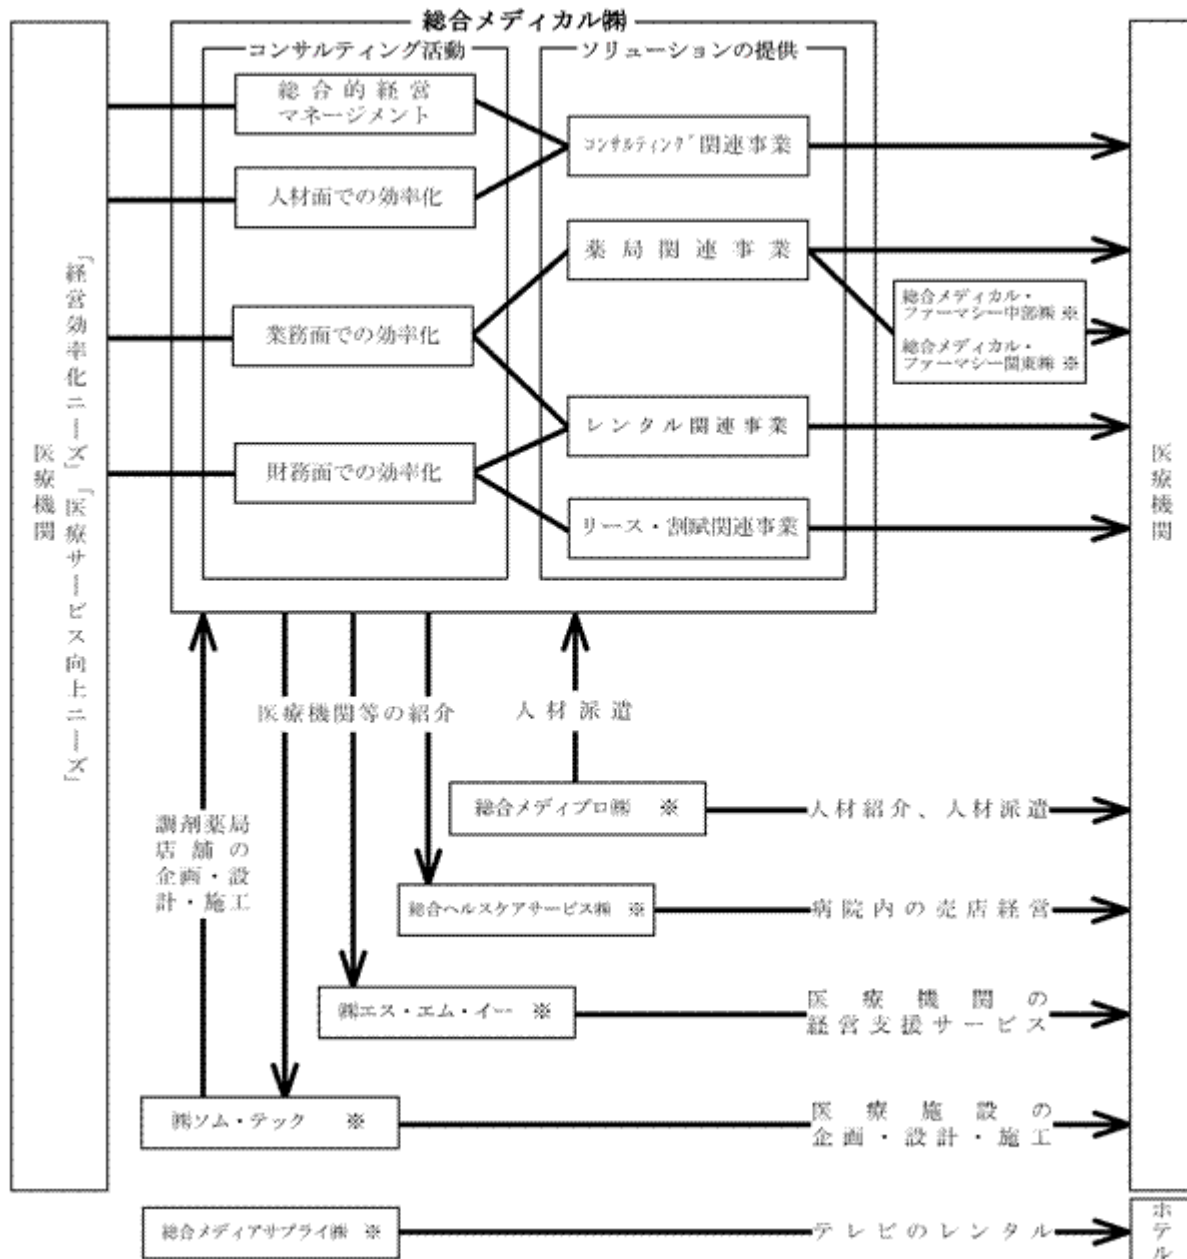 総合メディカル㈱
コンサルティング活動
ソリューションの提供
総合的経営
マネージメント
人材面での効率化
業務面での効率化
財務面での効率化
コンサルティング関連事業
薬局関連事業
総合メディカル・
ファーマシー中部㈱ ※
総合メディカル・
ファーマシー関東㈱ ※
レンタル関連事業
リース・割賦関連事業
「経営効率化ニーズ」「医療サービス向上ニーズ」
医療機関
医療機関
医療機関等の紹介
人材派遣
調剤薬局
店舗の
企画・設
計・施工
総合メディプロ㈱ ※
人材紹介、人材派遣
総合ヘルスケアサービス㈱ ※
病院内の売店経営
㈱エス・エム・イー ※
医療機関の
経営支援サービス
㈱ソム・テック ※
医療施設の
企画・設計・施工
総合メディアサプライ㈱ ※
テレビのレンタル
ホテル